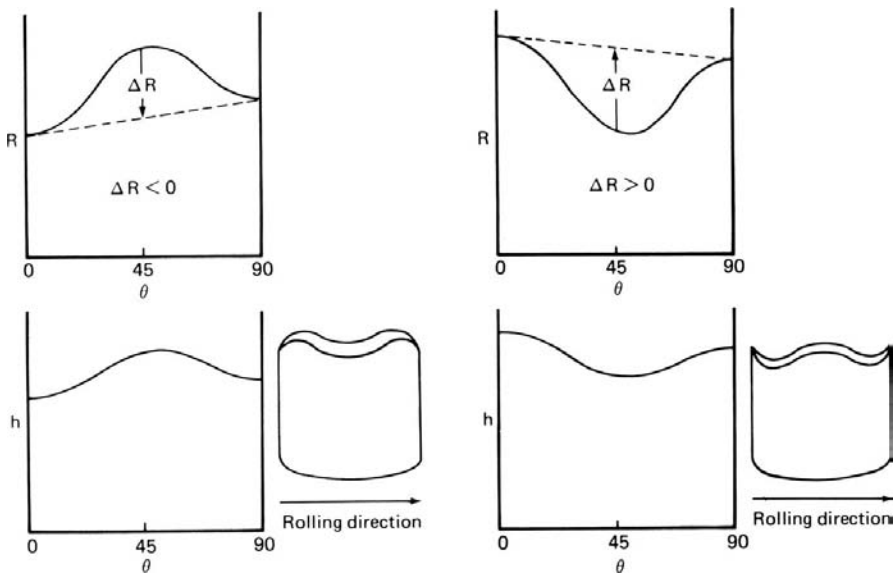 R
ΔR
ΔR < 0
0 45 90
θ
R
ΔR
ΔR > 0
0 45 90
θ
h
0 45 90
θ
Rolling direction
h
0 45 90
θ
Rolling direction